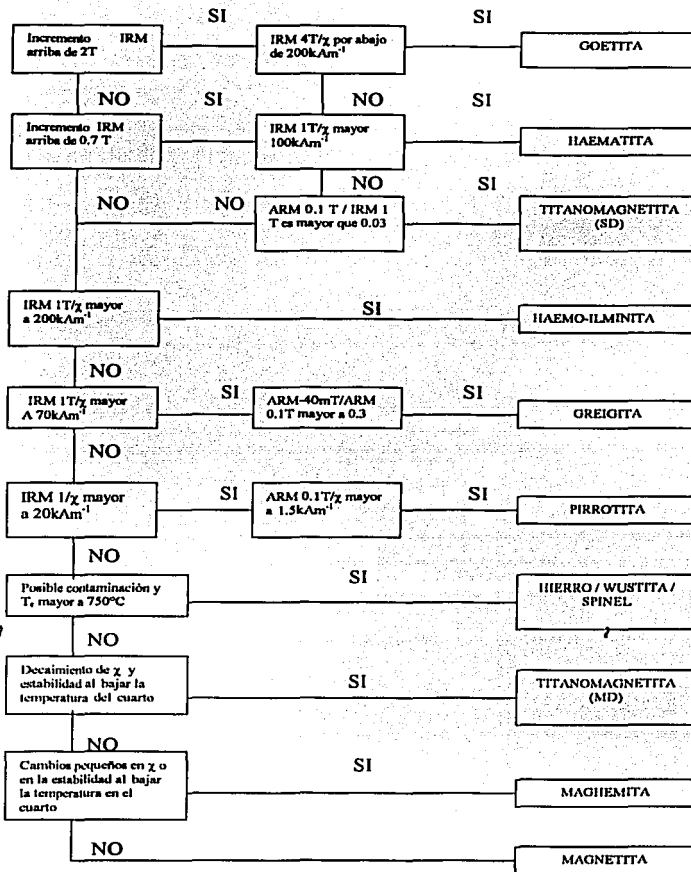 SI
SI
Incremento IRM
arriba de 2T
IRM 4T/χ por abajo
de 200kAm⁻¹
GOETITA
NO
SI
NO
SI
Incremento IRM
arriba de 0.7 T
IRM 1T/χ mayor
100kAm⁻¹
HAEMATITA
NO
NO
NO
SI
ARM 0.1 T / IRM 1
T es mayor que 0.03
TITANOMAGNETITA
(SD)
IRM 1T/χ mayor
a 200kAm⁻¹
SI
HAEMO-ILMINITA
NO
IRM 1T/χ mayor
A 70kAm⁻¹
SI
ARM-40mT/ARM
0.1T mayor a 0.3
SI
GREIGITA
NO
IRM 1/χ mayor
a 20kAm⁻¹
SI
ARM 0.1T/χ mayor
a 1.5kAm⁻¹
SI
PIRROTITA
NO
Posible contaminación y
Tc mayor a 750°C
SI
HIERRO / WUSTITA /
SPINEL
NO
Decaimiento de χ y
estabilidad al bajar la
temperatura del cuarto
SI
TITANOMAGNETITA
(MD)
NO
Cambios pequeños en χ o
en la estabilidad al bajar
la temperatura en el
cuarto
SI
MAGHEMITA
NO
MAGNETITA